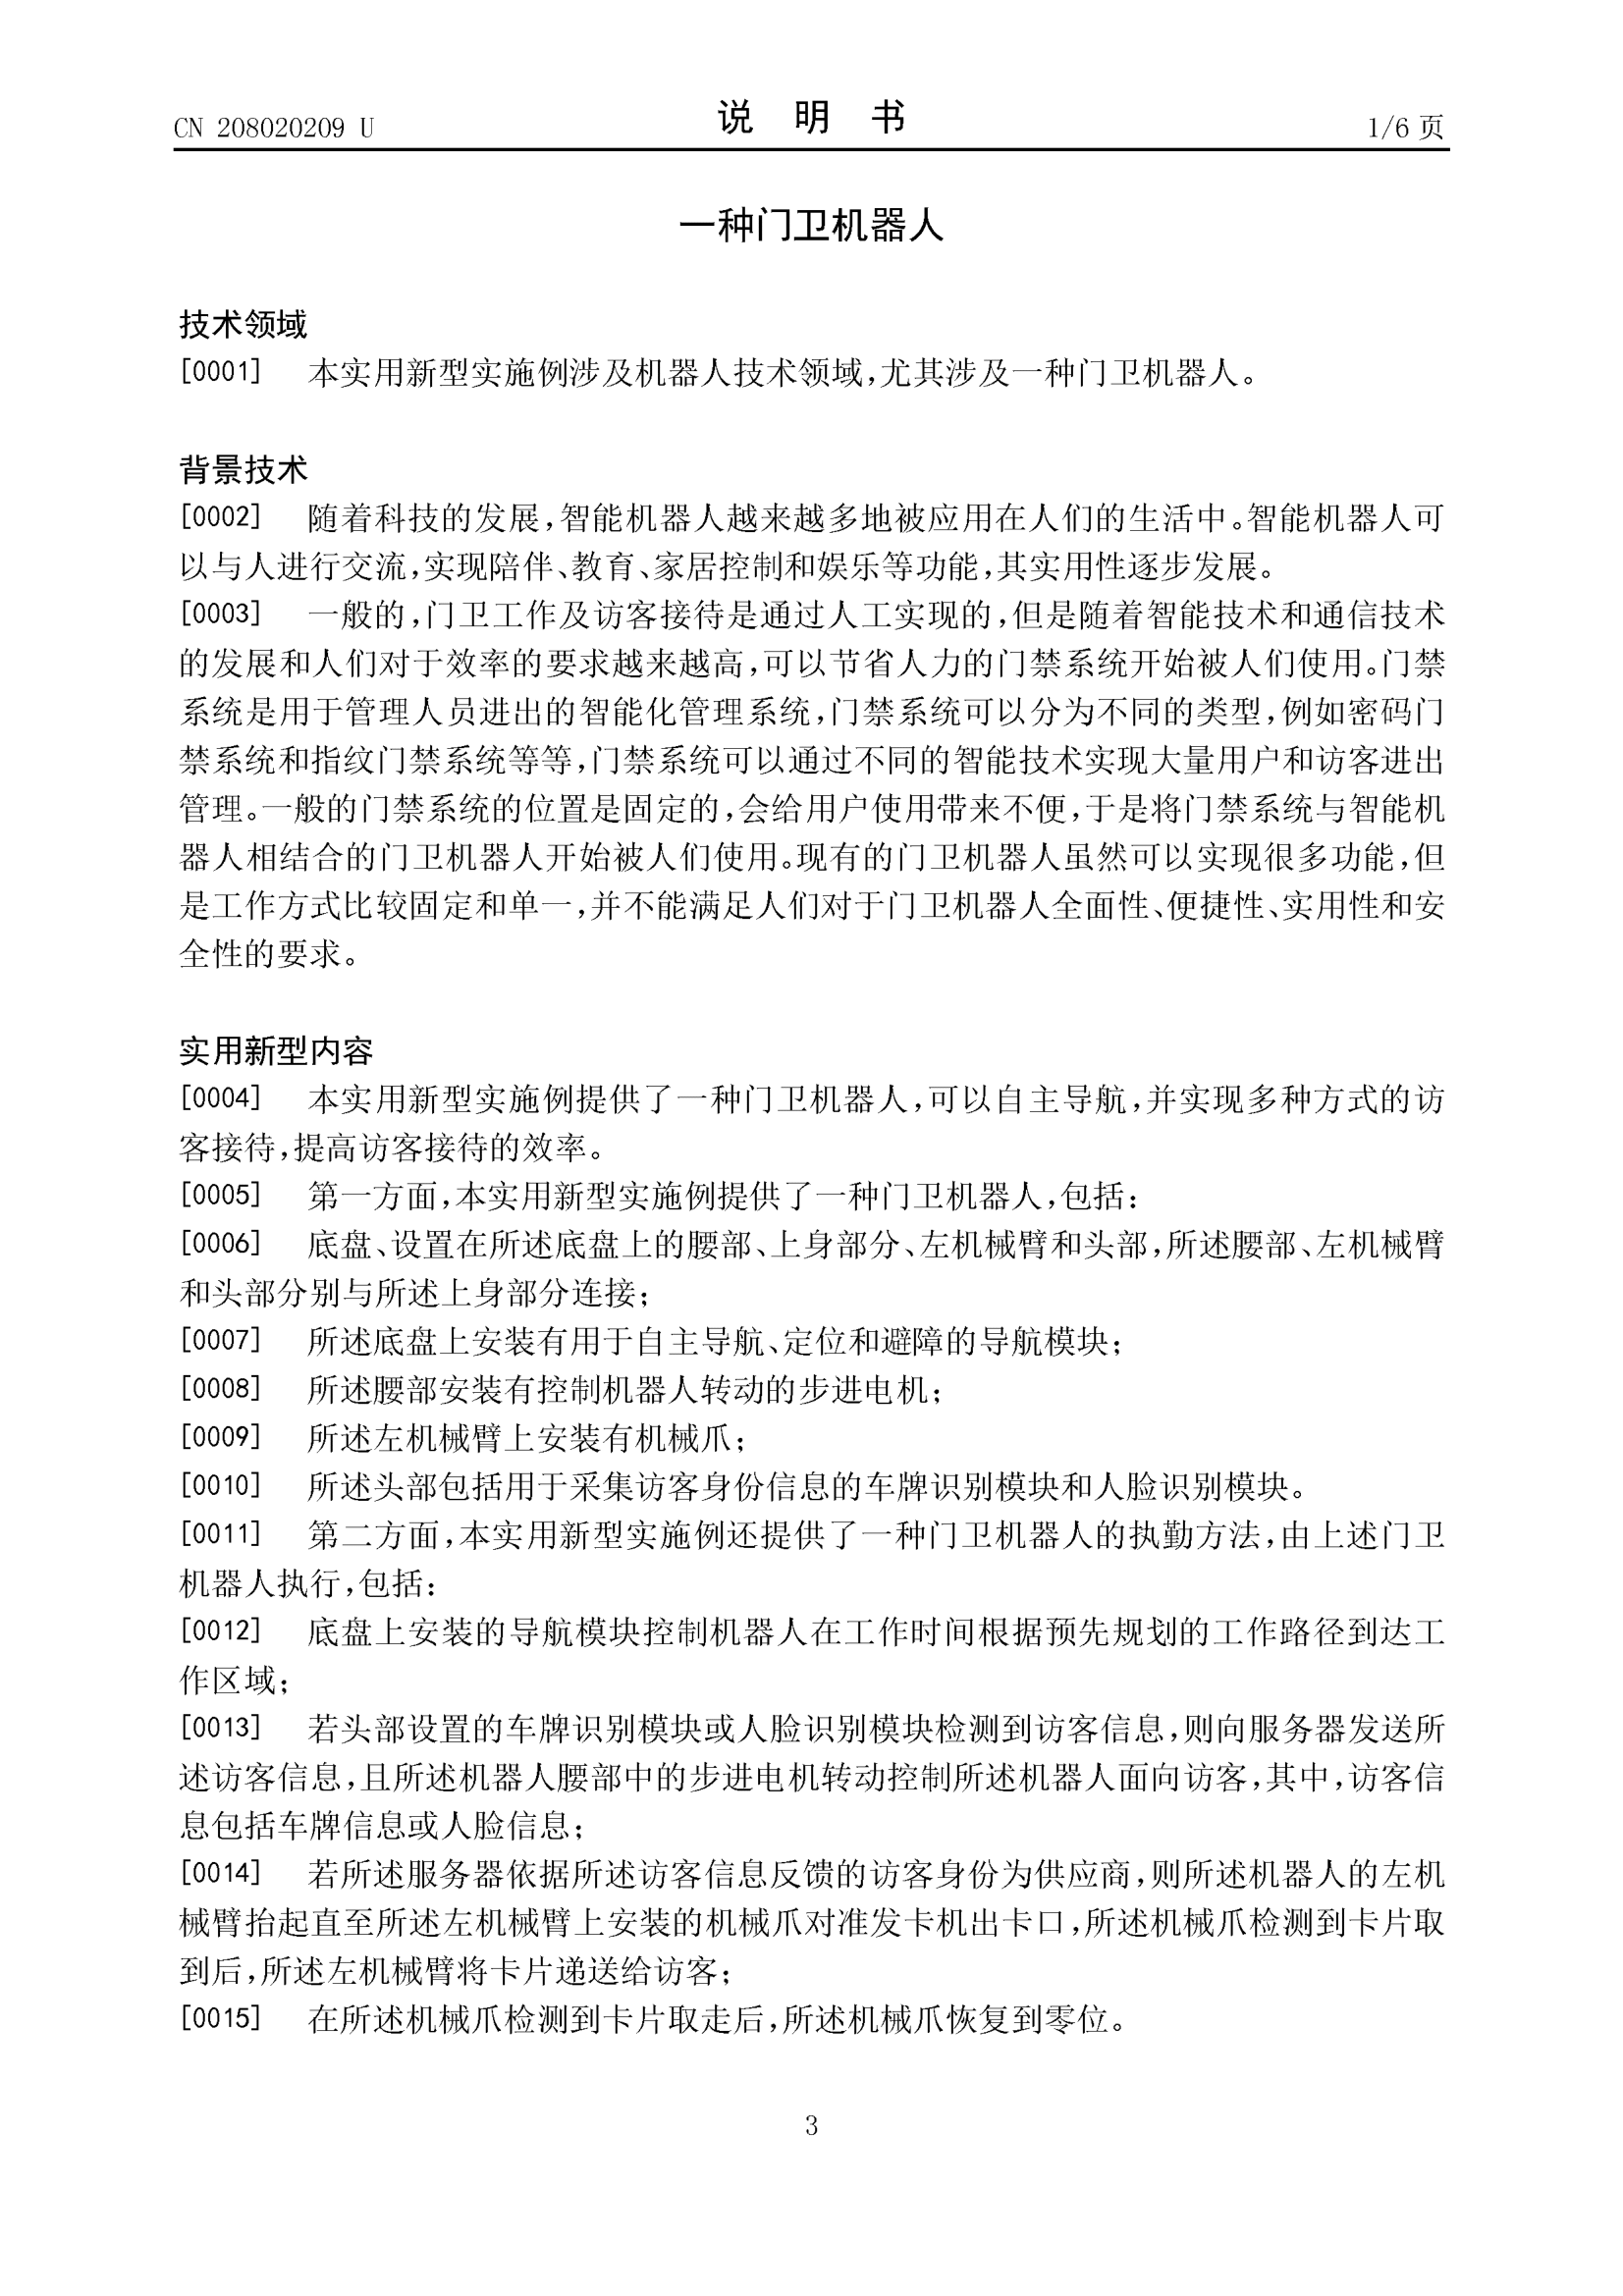 CN 208020209 U
说 明 书
1/6 页
一种门卫机器人
技术领域
[0001] 本实用新型实施例涉及机器人技术领域,尤其涉及一种门卫机器人。
背景技术
[0002] 随着科技的发展,智能机器人越来越多地被应用在人们的生活中。智能机器人可
以与人进行交流,实现陪伴、教育、家居控制和娱乐等功能,其实用性逐步发展。
[0003] 一般的,门卫工作及访客接待是通过人工实现的,但是随着智能技术和通信技术
的发展和人们对于效率的要求越来越高,可以节省人力的门禁系统开始被人们使用。门禁
系统是用于管理人员进出的智能化管理系统,门禁系统可以分为不同的类型,例如密码门
禁系统和指纹门禁系统等等,门禁系统可以通过不同的智能技术实现大量用户和访客进出
管理。一般的门禁系统的位置是固定的,会给用户使用带来不便,于是将门禁系统与智能机
器人相结合的门卫机器人开始被人们使用。现有的门卫机器人虽然可以实现很多功能,但
是工作方式比较固定和单一,并不能满足人们对于门卫机器人全面性、便捷性、实用性和安
全性的要求。
实用新型内容
[0004] 本实用新型实施例提供了一种门卫机器人,可以自主导航,并实现多种方式的访
客接待,提高访客接待的效率。
[0005] 第一方面,本实用新型实施例提供了一种门卫机器人,包括:
[0006] 底盘、设置在所述底盘上的腰部、上身部分、左机械臂和头部,所述腰部、左机械臂
和头部分别与所述上身部分连接;
[0007] 所述底盘上安装有用于自主导航、定位和避障的导航模块;
[0008] 所述腰部安装有控制机器人转动的步进电机;
[0009] 所述左机械臂上安装有机械爪;
[0010] 所述头部包括用于采集访客身份信息的车牌识别模块和人脸识别模块。
[0011] 第二方面,本实用新型实施例还提供了一种门卫机器人的执勤方法,由上述门卫
机器人执行,包括:
[0012] 底盘上安装的导航模块控制机器人在工作时间根据预先规划的工作路径到达工
作区域;
[0013] 若头部设置的车牌识别模块或人脸识别模块检测到访客信息,则向服务器发送所
述访客信息,且所述机器人腰部中的步进电机转动控制所述机器人面向访客,其中,访客信
息包括车牌信息或人脸信息;
[0014] 若所述服务器依据所述访客信息反馈的访客身份为供应商,则所述机器人的左机
械臂抬起直至所述左机械臂上安装的机械爪对准发卡机出卡口,所述机械爪检测到卡片取
到后,所述左机械臂将卡片递送给访客;
[0015] 在所述机械爪检测到卡片取走后,所述机械爪恢复到零位。
3